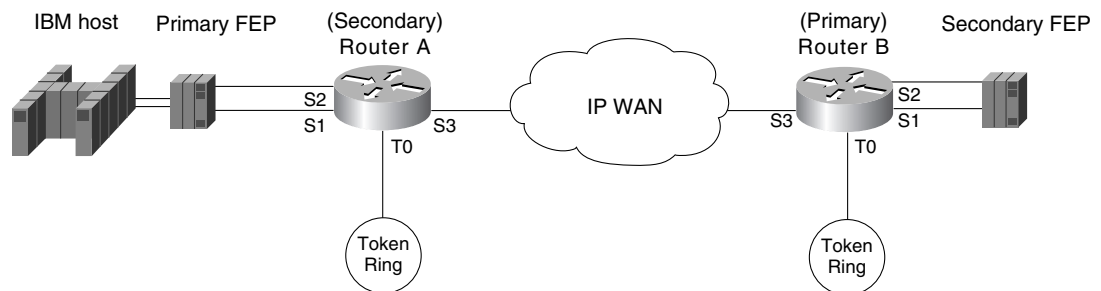 IBM host
Primary FEP
(Secondary)
Router A
(Primary)
Router B
Secondary FEP
S2
S1
S3
T0
IP WAN
S3
S2
S1
T0
Token
Ring
Token
Ring